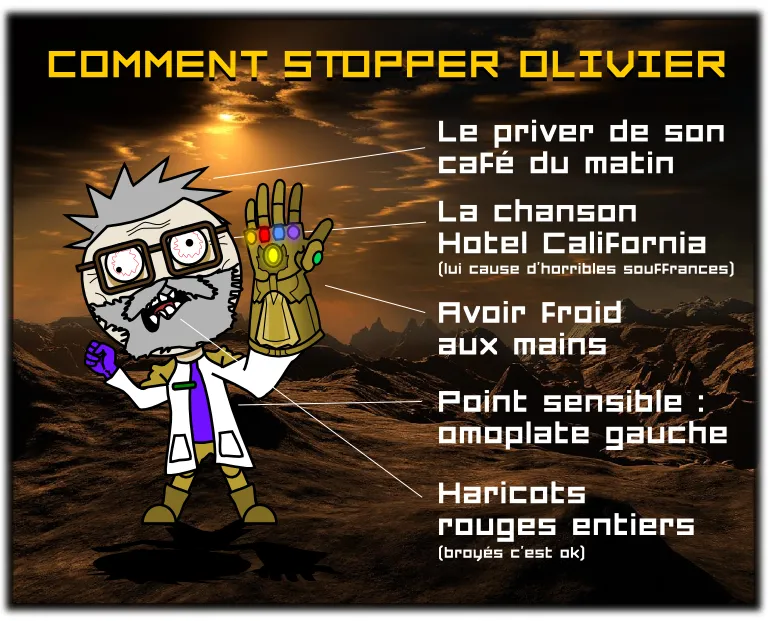 COMMENT STOPPER OLIVIER
Le priver de son
café du matin
La chanson
Hotel California
(lui cause d'horribles souffrances)
Avoir froid
aux mains
Point sensible :
omoplate gauche
Haricots
rouges entiers
(broyés c'est ok)